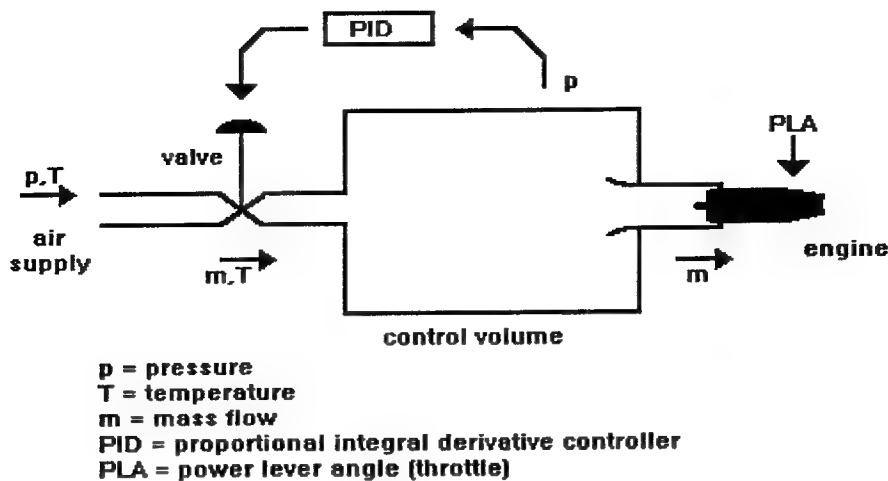 PID
p
PLA
valve
p,T
air
supply
m,T
m
engine
control volume
p = pressure
T = temperature
m = mass flow
PID = proportional integral derivative controller
PLA = power lever angle (throttle)